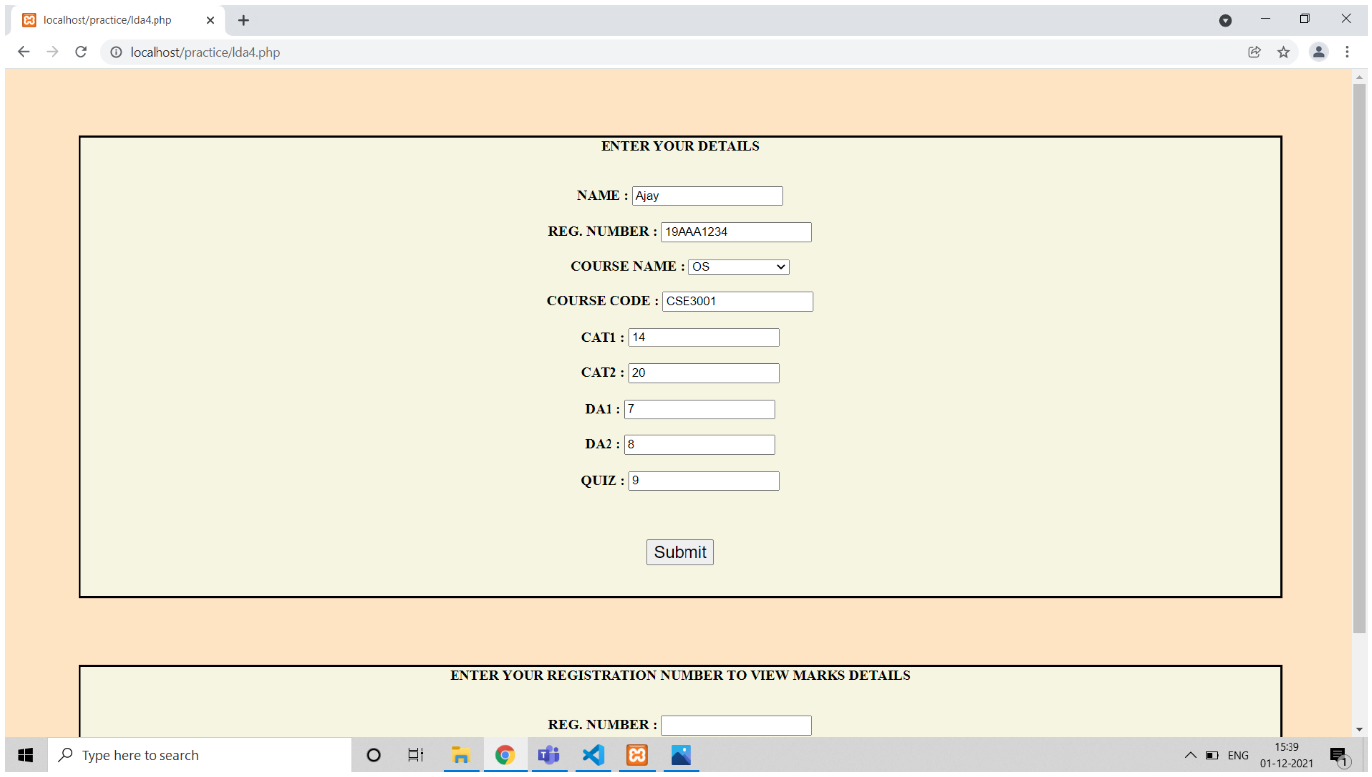 localhost/practice/lda4.php
localhost/practice/lda4.php
ENTER YOUR DETAILS
NAME : Ajay
REG. NUMBER : 19AAA1234
COURSE NAME : OS
COURSE CODE : CSE3001
CAT1 : 14
CAT2 : 20
DA1 : 7
DA2 : 8
QUIZ : 9
Submit
ENTER YOUR REGISTRATION NUMBER TO VIEW MARKS DETAILS
REG. NUMBER :
Type here to search
ENG
15:39
01-12-2021
1